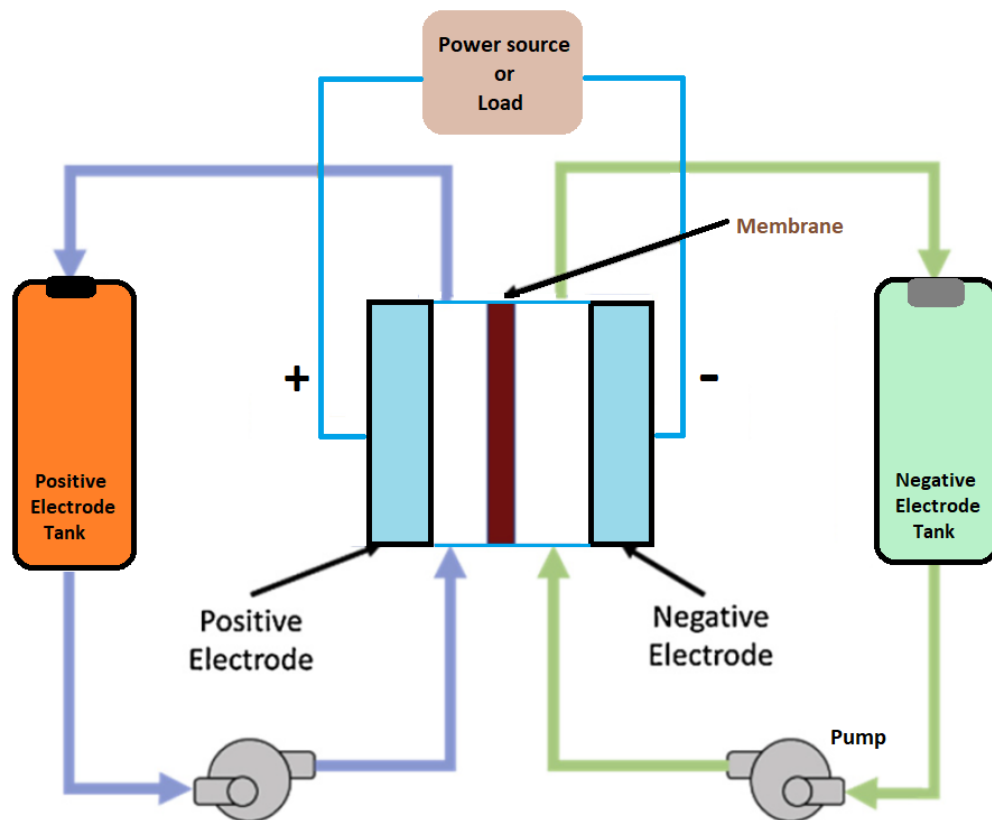 Power source
or
Load
Membrane
+
-
Positive
Electrode
Tank
Negative
Electrode
Tank
Positive
Electrode
Negative
Electrode
Pump